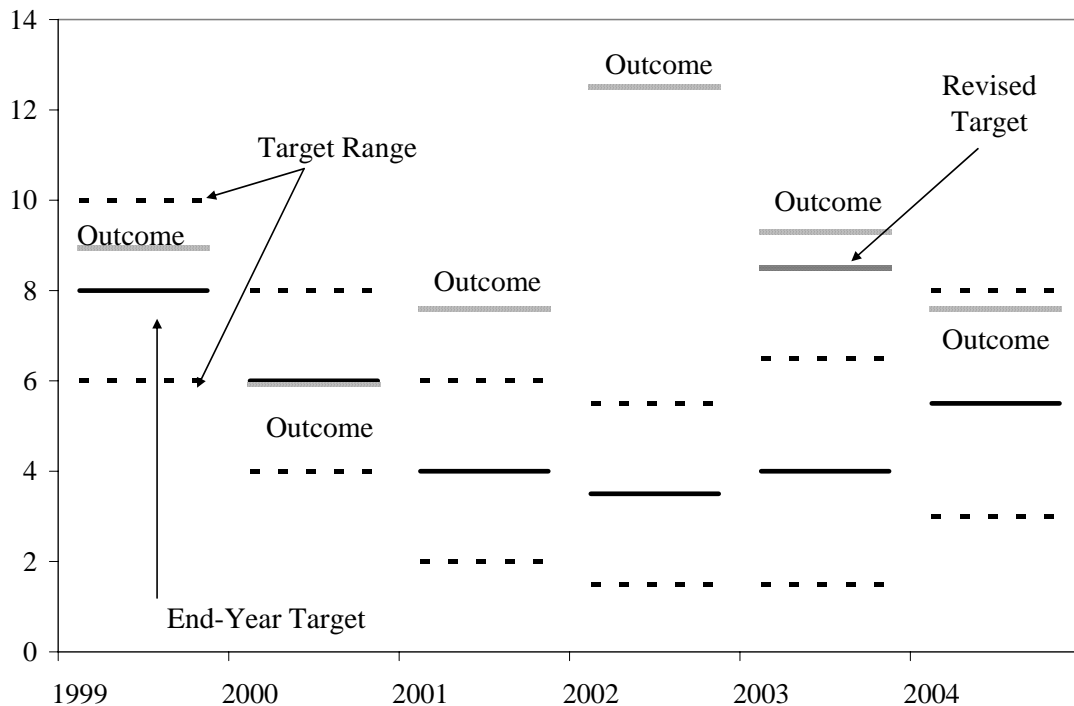 14
Outcome
Revised
Target
12
Target Range
10
Outcome
Outcome
Outcome
8
Outcome
6
Outcome
4
2
End-Year Target
0
1999 2000 2001 2002 2003 2004